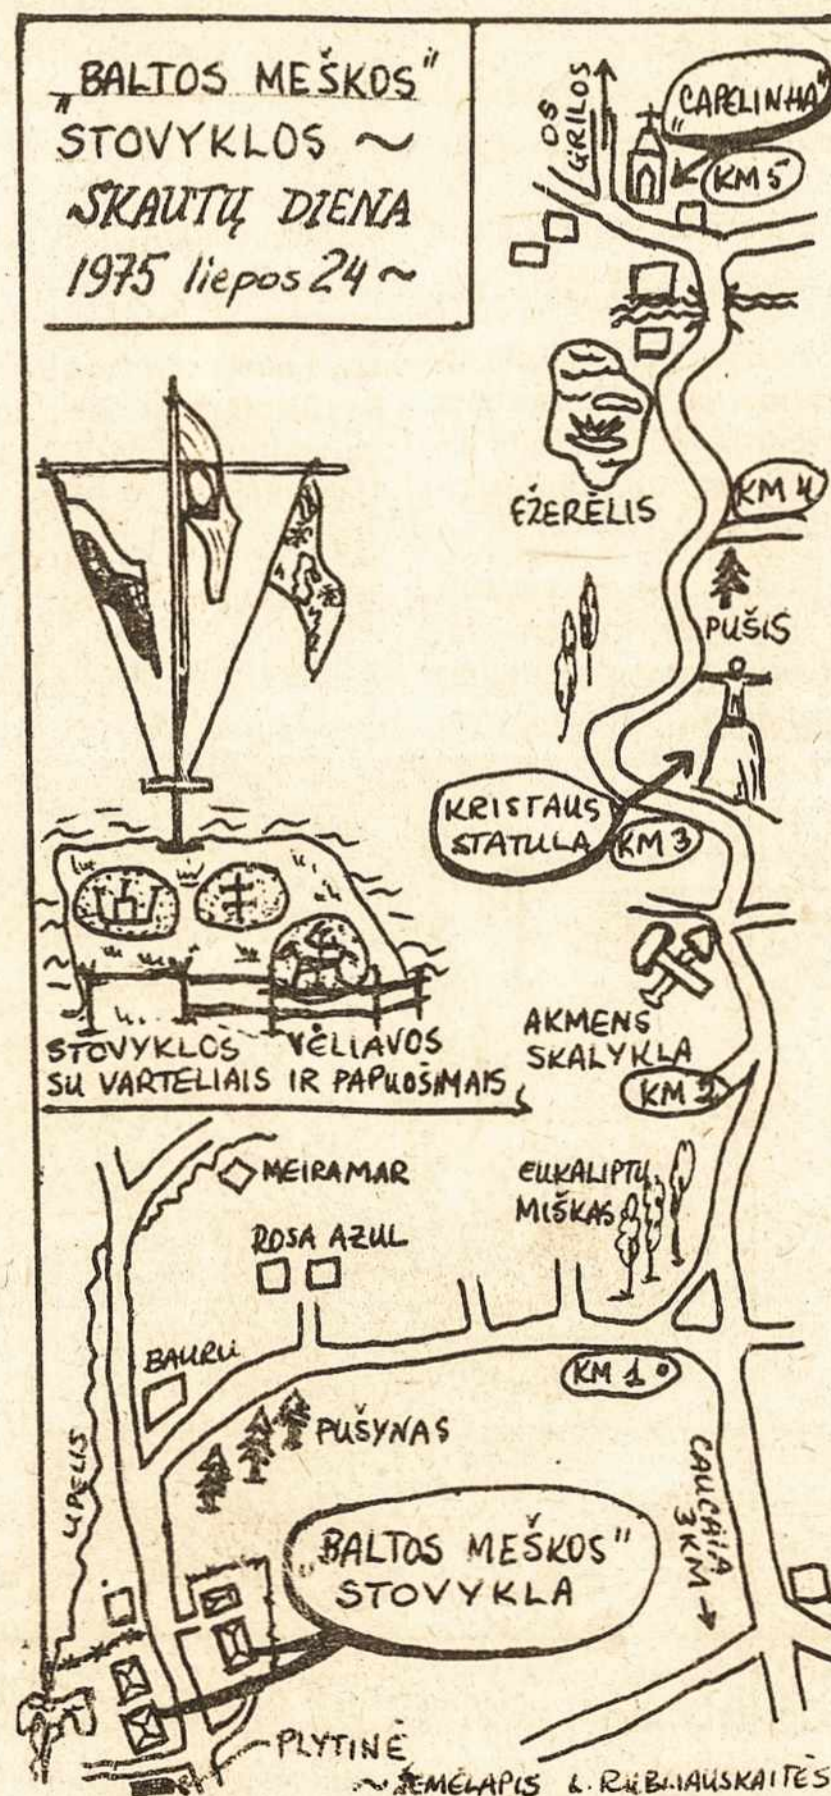 „BALTOS MEŠKOS"
STOVYKLOS ~
SKAUTŲ DIENA
1975 liepos 24 ~
OS
GRILOS
„CAPELINHA"
KM 5
EŽERĖLIS
KM 4
PUŠIS
KRISTAUS
STATULA
KM 3
AKMENS
SKALYKLA
KM 2
STOVYKLOS VĖLIAVOS
SU VARTELIAIS IR PAPUOŠIMAIS
MEIRAMAR
EUKALIPTŲ
MIŠKAS
ROSA AZUL
BAURU
KM 1
PUŠYNAS
UPELIS
CAUCAIA
3KM →
„BALTOS MEŠKOS"
STOVYKLA
PLYTINĖ
~ ŽEMĖLAPIS L. RUBLIAUSKAITĖS